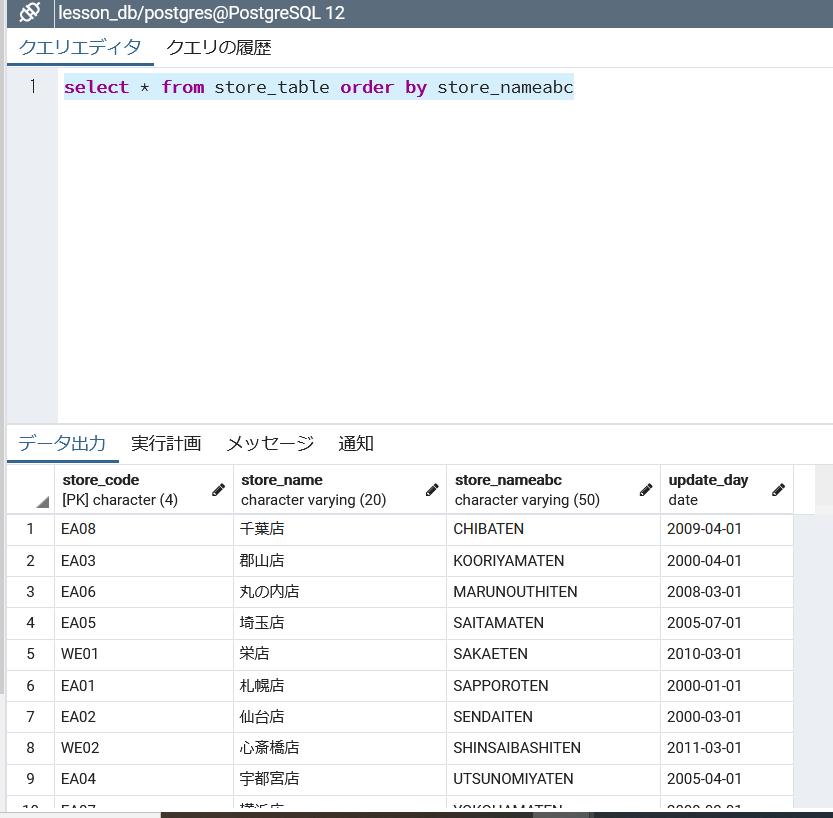 lesson_db/postgres@PostgreSQL 12
クエリエディタ クエリの履歴
1 select * from store_table order by store_nameabc
データ出力 実行計画 メッセージ 通知
store_code store_name store_nameabc update_day
[PK] character (4) character varying (20) character varying (50) date
1 EA08 千葉店 CHIBATEN 2009-04-01
2 EA03 郡山店 KOORIYAMATEN 2000-04-01
3 EA06 丸の内店 MARUNOUTHITEN 2008-03-01
4 EA05 埼玉店 SAITAMATEN 2005-07-01
5 WE01 栄店 SAKAETEN 2010-03-01
6 EA01 札幌店 SAPPOROTEN 2000-01-01
7 EA02 仙台店 SENDAITEN 2000-03-01
8 WE02 心斎橋店 SHINSAIBASHITEN 2011-03-01
9 EA04 宇都宮店 UTSUNOMIYATEN 2005-04-01
10 EA07 横浜店 YOKOHAMATEN